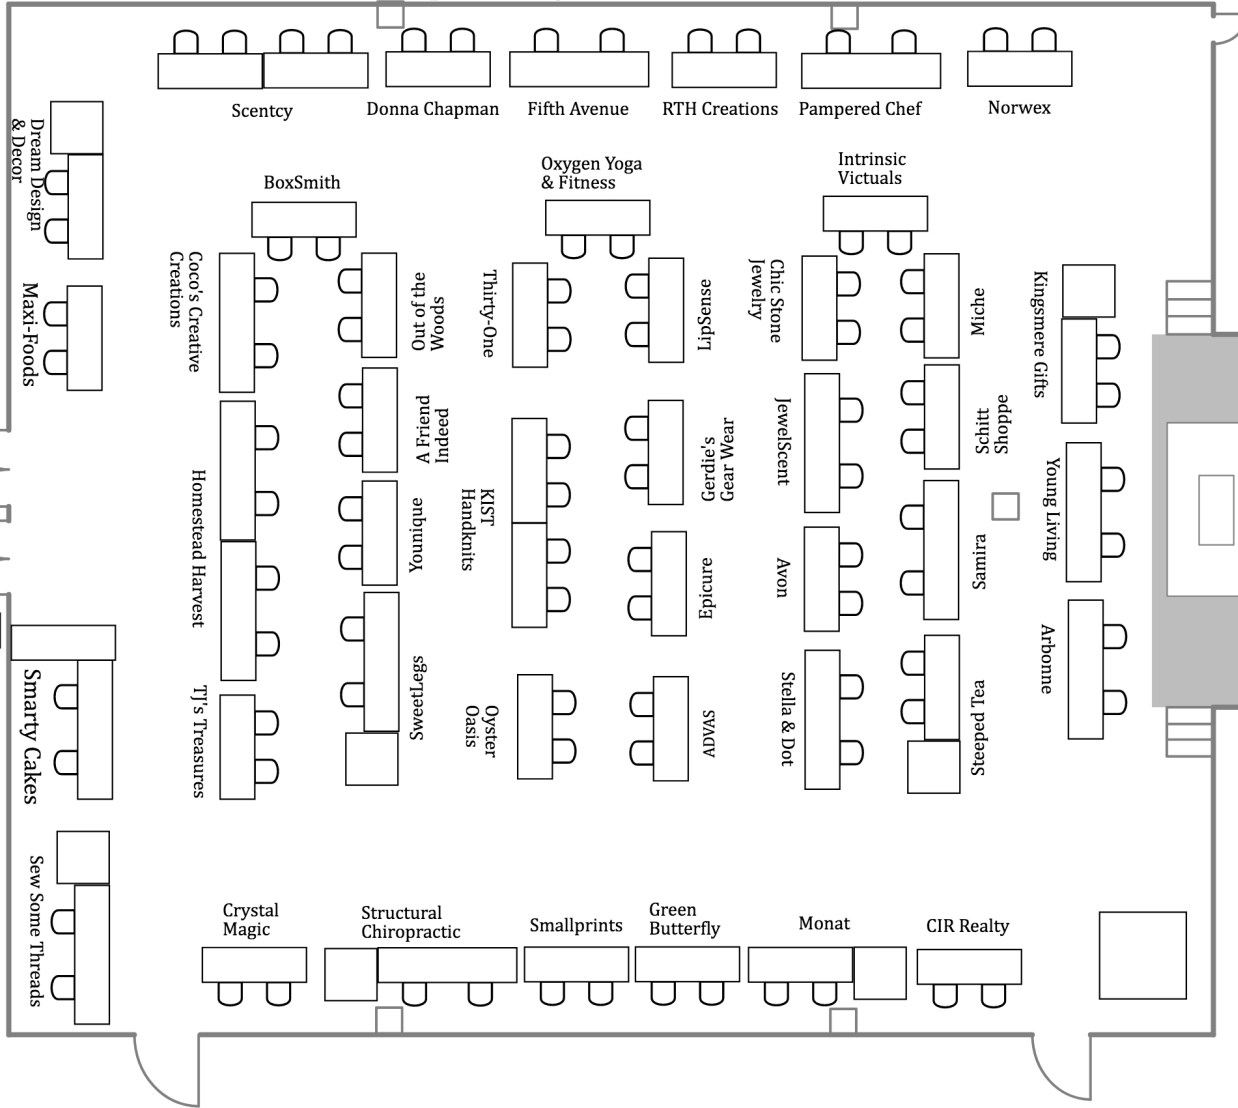 Scentcy
Donna Chapman
Fifth Avenue
RTH Creations
Pampered Chef
Norwex
Dream Design
& Decor
Maxi-Foods
Smarty Cakes
Sew Some Threads
BoxSmith
Coco's Creative
Creations
Homestead Harvest
TJ's Treasures
Out of the
Woods
A Friend
Indeed
Younique
SweetLegs
Oxygen Yoga
& Fitness
Thirty-One
KIST
Handknits
Oyster
Oasis
LipSense
Gerdie's
Gear Wear
Epicure
ADVAS
Intrinsic
Victuals
Chic Stone
Jewelry
JewelScent
Avon
Stella & Dot
Miche
Schitt
Shoppe
Samira
Steeped Tea
Kingsmere Gifts
Young Living
Arbonne
Crystal
Magic
Structural
Chiropractic
Smallprints
Green
Butterfly
Monat
CIR Realty